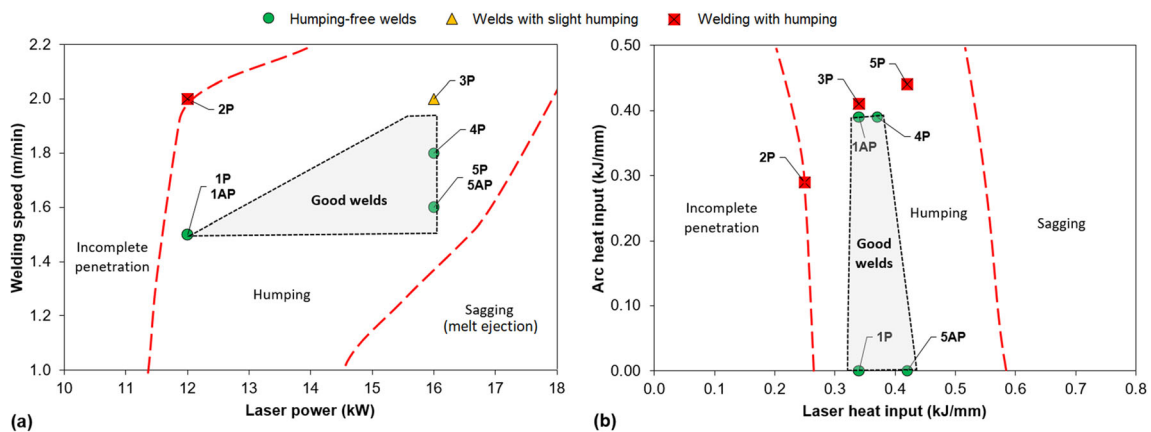 Humping-free welds Welds with slight humping Welding with humping
2.2
2.0
1.8
1.6
1.4
1.2
1.0
Welding speed (m/min)
3P
2P
4P
5P
5AP
1P
1AP
Good welds
Incomplete
penetration
Humping
Sagging
(melt ejection)
10 11 12 13 14 15 16 17 18
Laser power (kW)
(a)
0.50
0.40
0.30
0.20
0.10
0.00
Arc heat input (kJ/mm)
5P
3P
1AP
4P
2P
Incomplete
penetration
Humping
Sagging
Good
welds
1P
5AP
0.0 0.1 0.2 0.3 0.4 0.5 0.6 0.7 0.8
Laser heat input (kJ/mm)
(b)